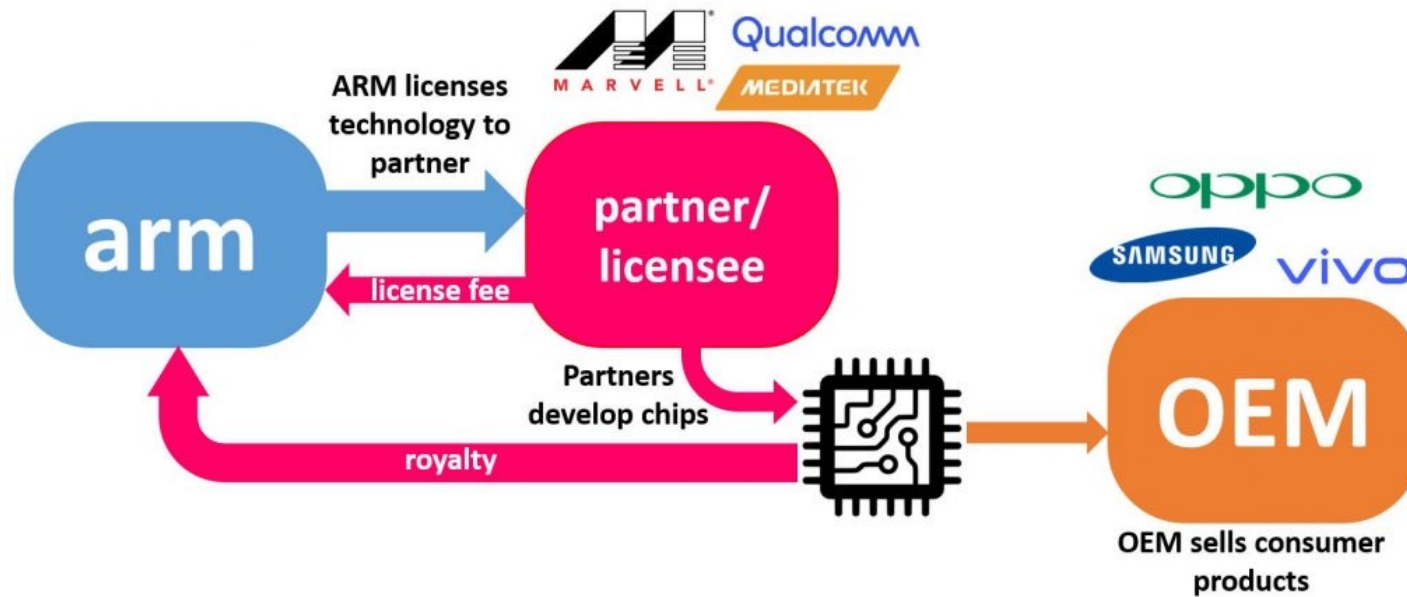 MARVELL®
Qualcomm
MEDIATEK
ARM licenses
technology to
partner
arm
partner/
licensee
license fee
oppo
SAMSUNG
vivo
Partners
develop chips
royalty
OEM
OEM sells consumer
products